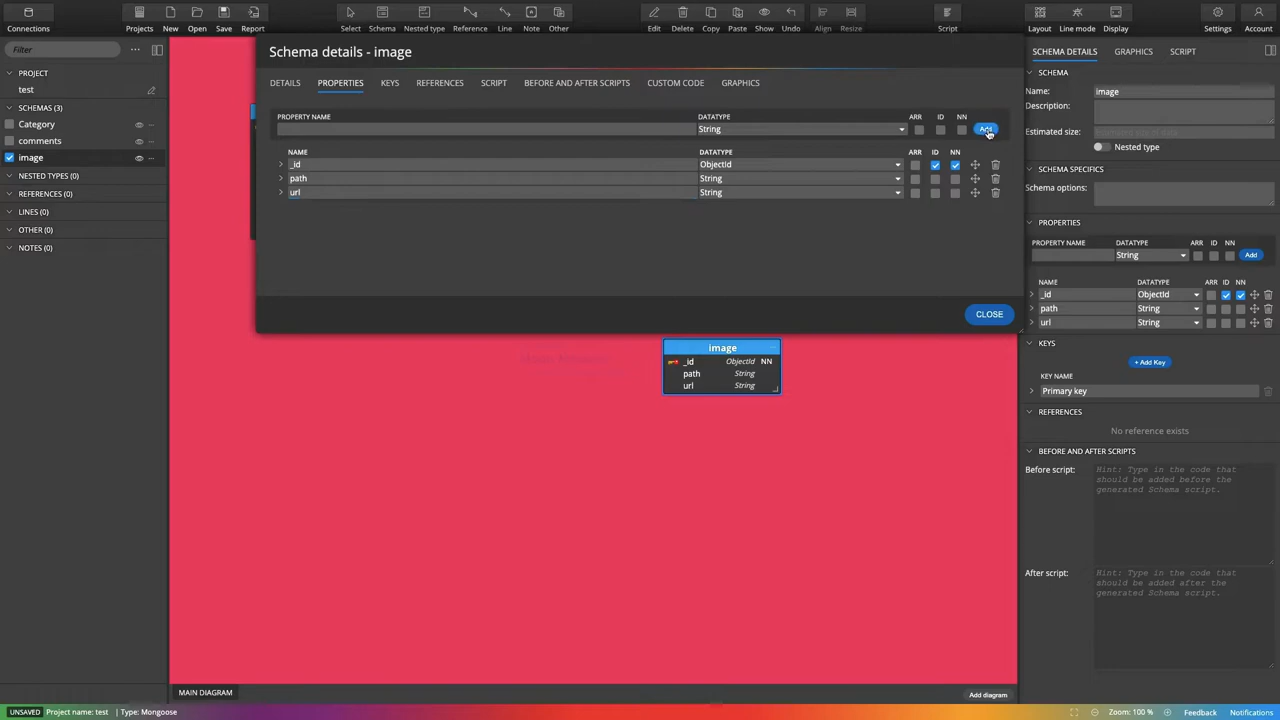 Connections
Projects New Open Save Report
Select Schema Nested type Reference Line Note Other
Edit Delete Copy Paste Show Undo Align Resize
Script
Layout Line mode Display
Settings Account
Filter
PROJECT
test
SCHEMAS (3)
Category
comments
image
NESTED TYPES (0)
REFERENCES (0)
LINES (0)
OTHER (0)
NOTES (0)
Schema details - image
DETAILS PROPERTIES KEYS REFERENCES SCRIPT BEFORE AND AFTER SCRIPTS CUSTOM CODE GRAPHICS
PROPERTY NAME DATATYPE ARR ID NN
String Add
NAME DATATYPE ARR ID NN
_id ObjectId
path String
url String
CLOSE
image
_id ObjectId NN
path String
url String
SCHEMA DETAILS GRAPHICS SCRIPT
SCHEMA
Name: image
Description:
Estimated size:
Nested type
SCHEMA SPECIFICS
Schema options:
PROPERTIES
PROPERTY NAME DATATYPE ARR ID NN
String Add
NAME DATATYPE ARR ID NN
_id ObjectId
path String
url String
KEYS
+ Add Key
KEY NAME
Primary key
REFERENCES
No reference exists
BEFORE AND AFTER SCRIPTS
Before script: Hint: Type in the code that
should be added before the
generated Schema script.
After script: Hint: Type in the code that
should be added after the
generated Schema script.
MAIN DIAGRAM
Add diagram
UNSAVED Project name: test | Type: Mongoose
Zoom: 100 % Feedback Notifications